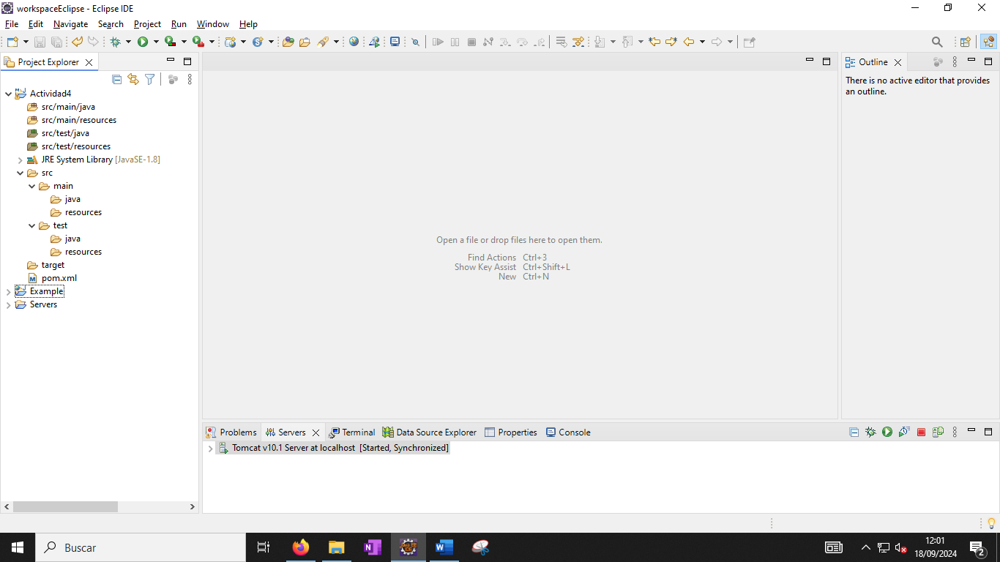 workspaceEclipse - Eclipse IDE
File Edit Navigate Search Project Run Window Help
Project Explorer
Outline
There is no active editor that provides
an outline.
Actividad4
src/main/java
src/main/resources
src/test/java
src/test/resources
JRE System Library [JavaSE-1.8]
src
main
java
resources
test
java
resources
target
pom.xml
Example
Servers
Open a file or drop files here to open them.
Find Actions Ctrl+3
Show Key Assist Ctrl+Shift+L
New Ctrl+N
Problems Servers Terminal Data Source Explorer Properties Console
Tomcat v10.1 Server at localhost [Started, Synchronized]
Buscar
12:01
18/09/2024
2